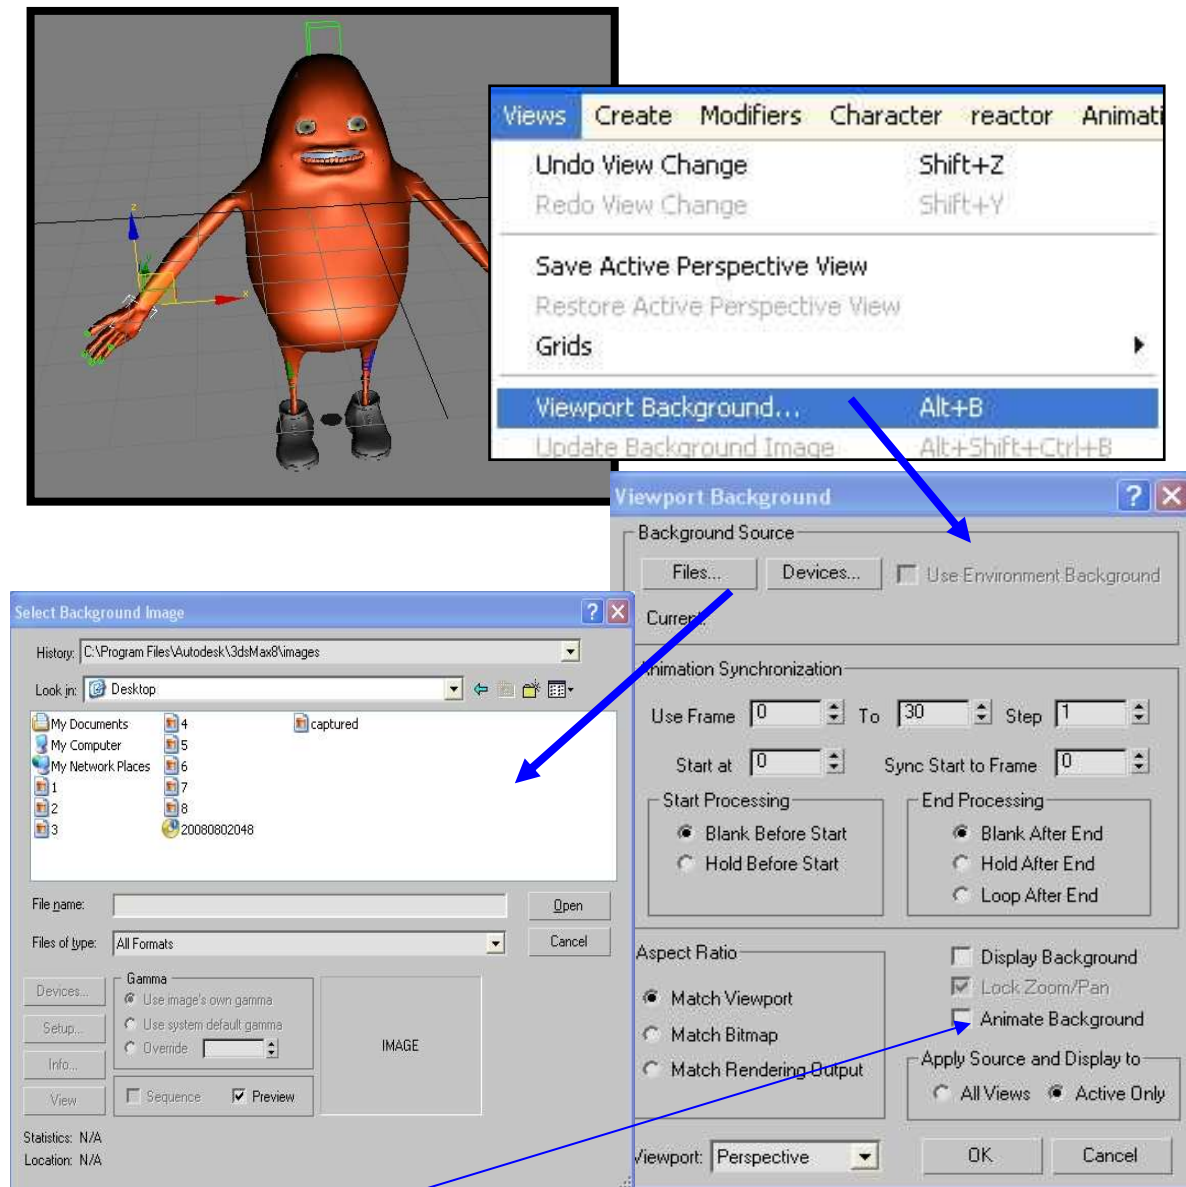 z
x
Views Create Modifiers Character reactor Animati
Undo View Change Shift+Z
Redo View Change Shift+Y
Save Active Perspective View
Restore Active Perspective View
Grids
Viewport Background... Alt+B
Update Background Image Alt+Shift+Ctrl+B
Viewport Background
Background Source
Files... Devices... Use Environment Background
Current:
Animation Synchronization
Use Frame 0 To 30 Step 1
Start at 0 Sync Start to Frame 0
Start Processing End Processing
Blank Before Start Blank After End
Hold Before Start Hold After End
Loop After End
Aspect Ratio Display Background
Lock Zoom/Pan
Match Viewport Animate Background
Match Bitmap
Match Rendering Output
Apply Source and Display to
All Views Active Only
Viewport: Perspective OK Cancel
Select Background Image
History: C:\Program Files\Autodesk\3dsMax8\images
Look in: Desktop
My Documents 4 captured
My Computer 5
My Network Places 6
1 7
2 8
3 20080802048
File name: Open
Files of type: All Formats Cancel
Devices... Gamma
Use image's own gamma
Setup... Use system default gamma
Override IMAGE
Info...
View Sequence Preview
Statistics: N/A
Location: N/A